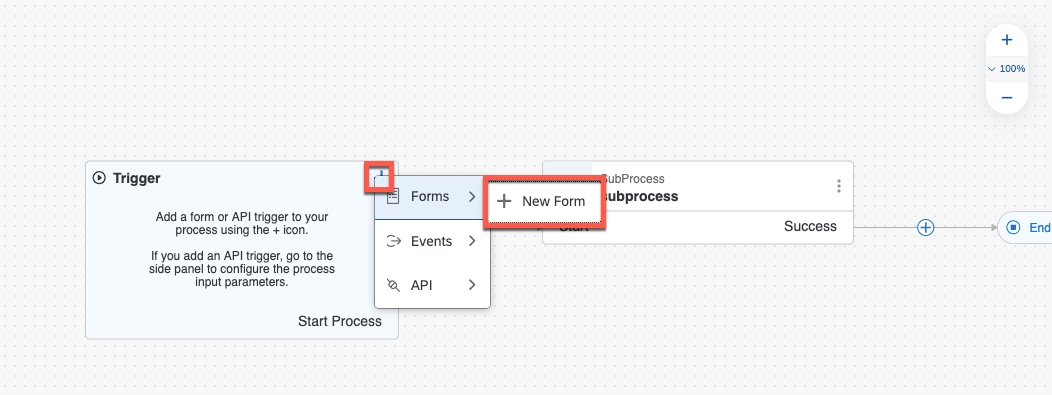 +
100%
−
Trigger
+
Add a form or API trigger to your
process using the + icon.
If you add an API trigger, go to the
side panel to configure the process
input parameters.
Start Process
Forms
Events
API
New Form
SubProcess
subprocess
Start
Success
End